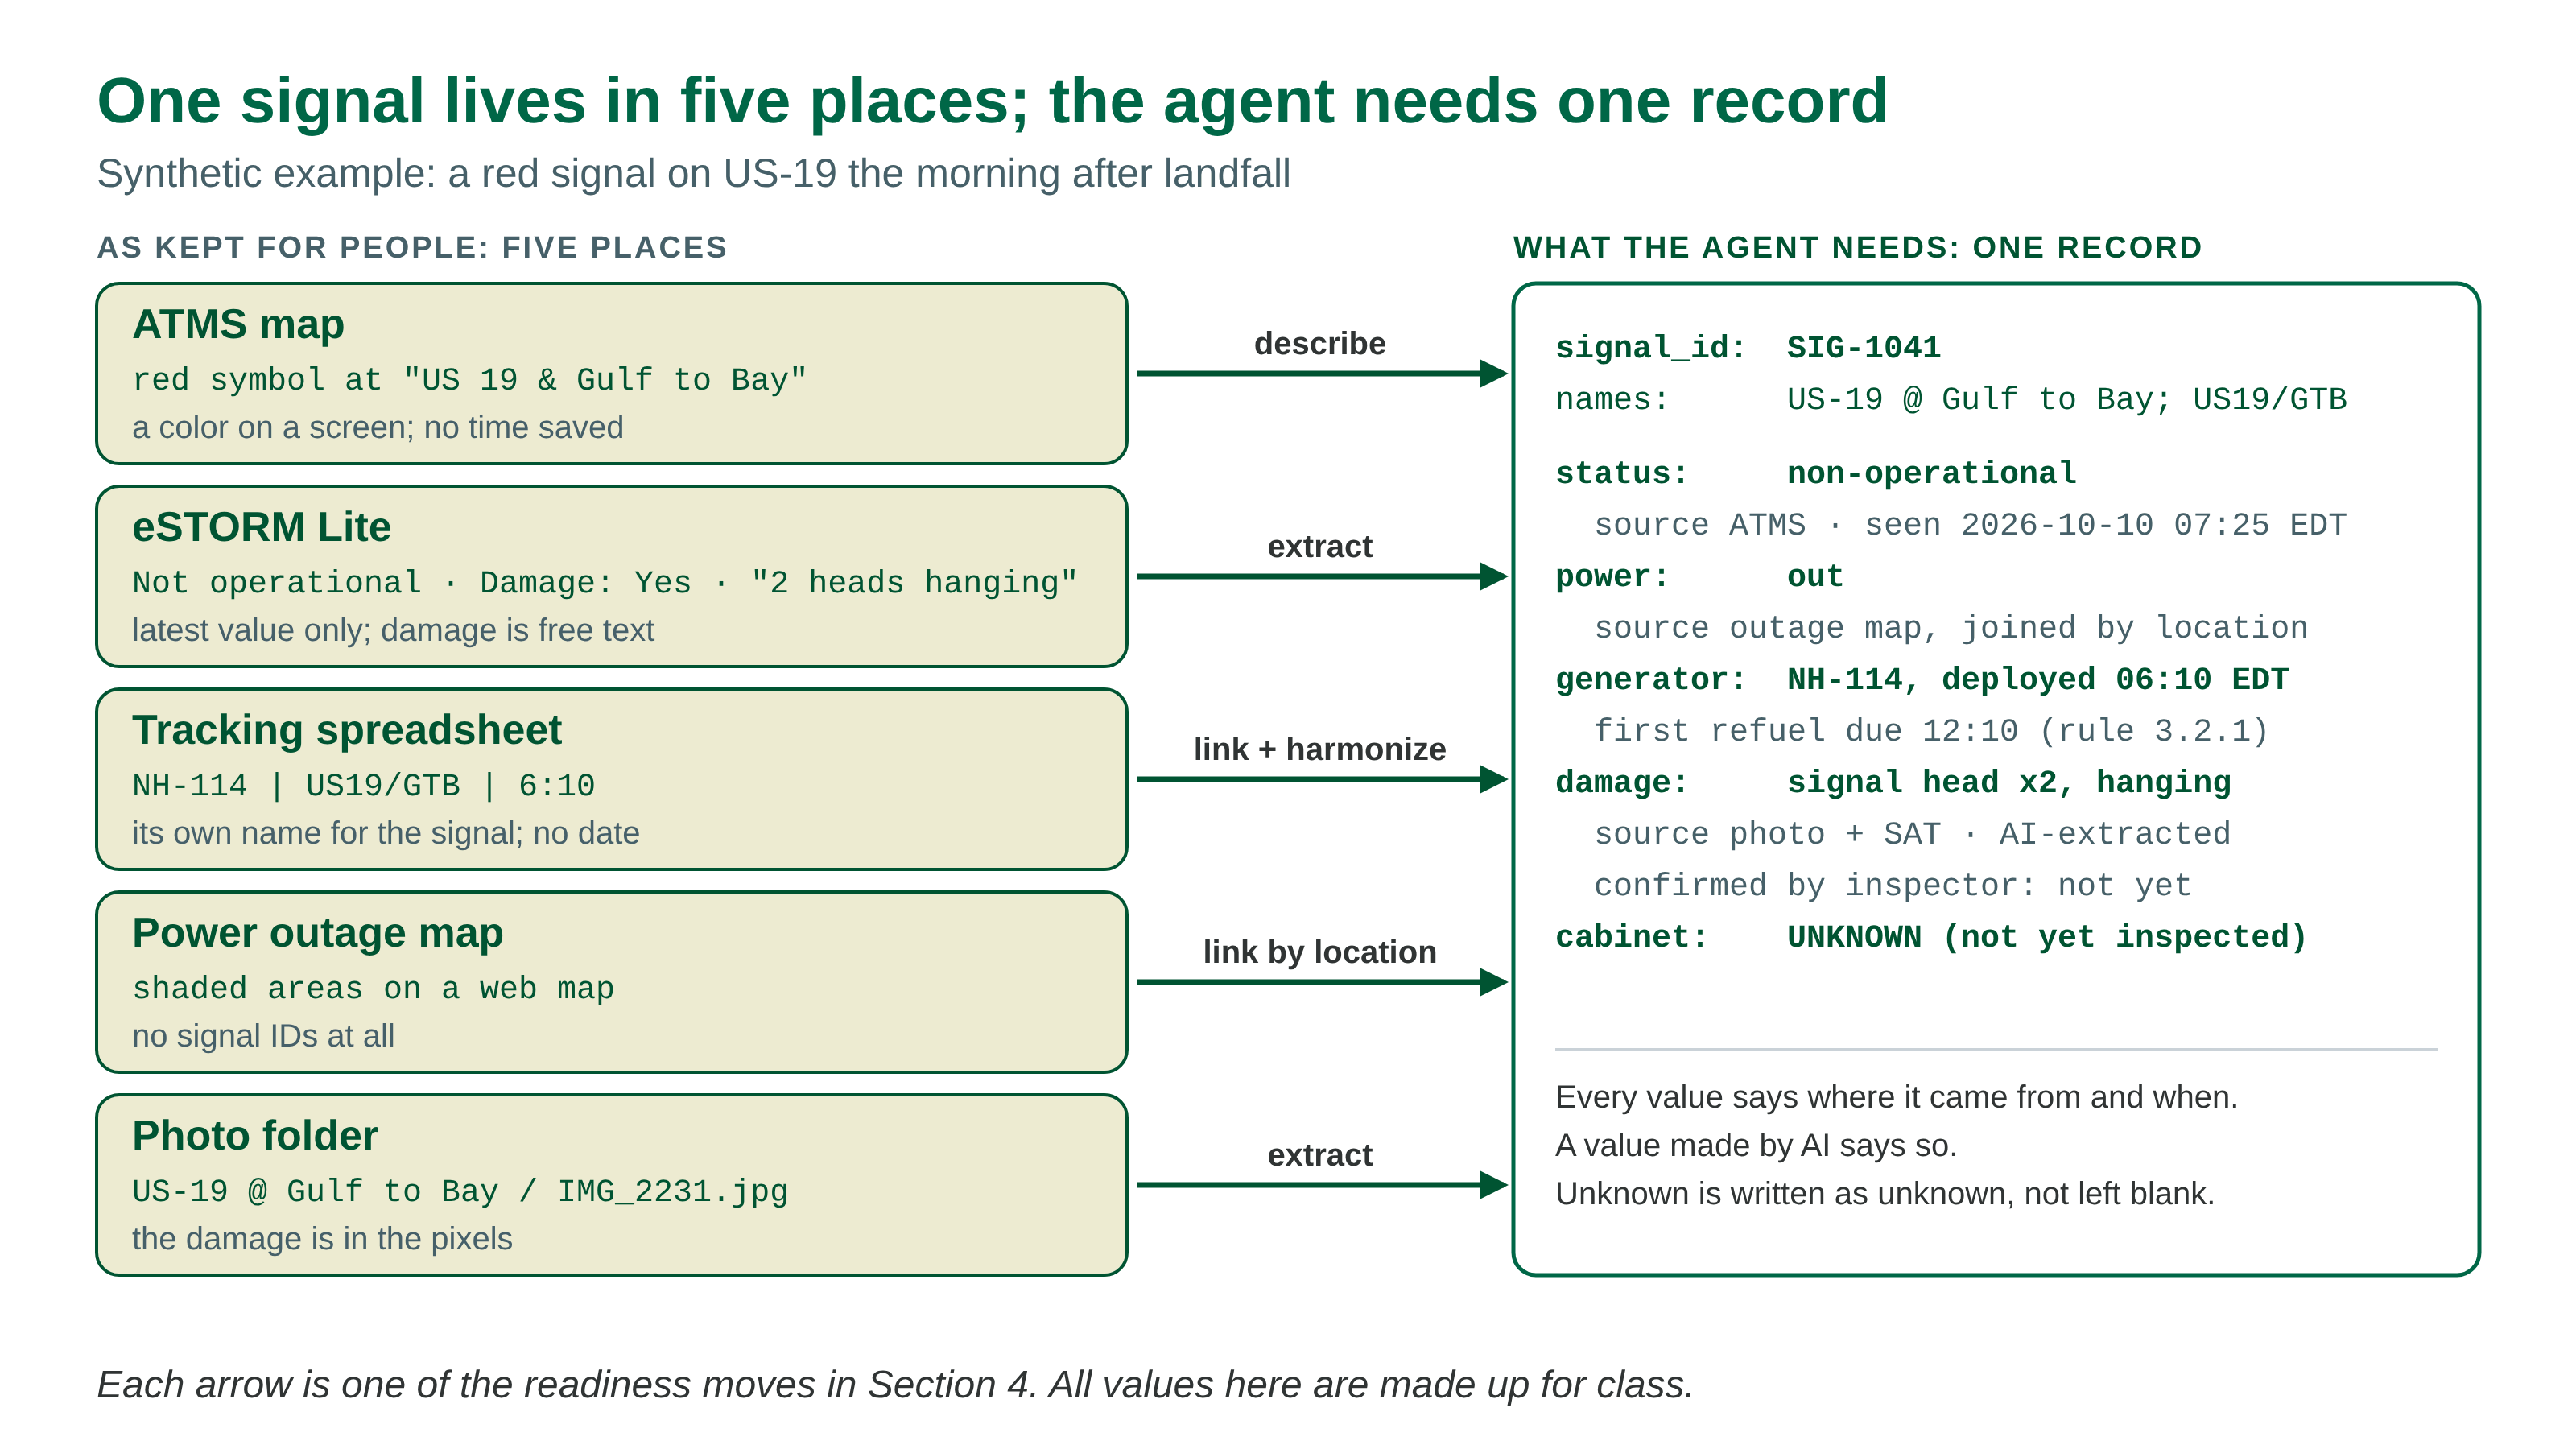 One signal lives in five places; the agent needs one record
Synthetic example: a red signal on US-19 the morning after landfall
AS KEPT FOR PEOPLE: FIVE PLACES
ATMS map
red symbol at "US 19 & Gulf to Bay"
a color on a screen; no time saved
eSTORM Lite
Not operational · Damage: Yes · "2 heads hanging"
latest value only; damage is free text
Tracking spreadsheet
NH-114 | US19/GTB | 6:10
its own name for the signal; no date
Power outage map
shaded areas on a web map
no signal IDs at all
Photo folder
US-19 @ Gulf to Bay / IMG_2231.jpg
the damage is in the pixels
describe
extract
link + harmonize
link by location
extract
WHAT THE AGENT NEEDS: ONE RECORD
signal_id: SIG-1041
names: US-19 @ Gulf to Bay; US19/GTB
status: non-operational
source ATMS · seen 2026-10-10 07:25 EDT
power: out
source outage map, joined by location
generator: NH-114, deployed 06:10 EDT
first refuel due 12:10 (rule 3.2.1)
damage: signal head x2, hanging
source photo + SAT · AI-extracted
confirmed by inspector: not yet
cabinet: UNKNOWN (not yet inspected)
Every value says where it came from and when.
A value made by AI says so.
Unknown is written as unknown, not left blank.
Each arrow is one of the readiness moves in Section 4. All values here are made up for class.